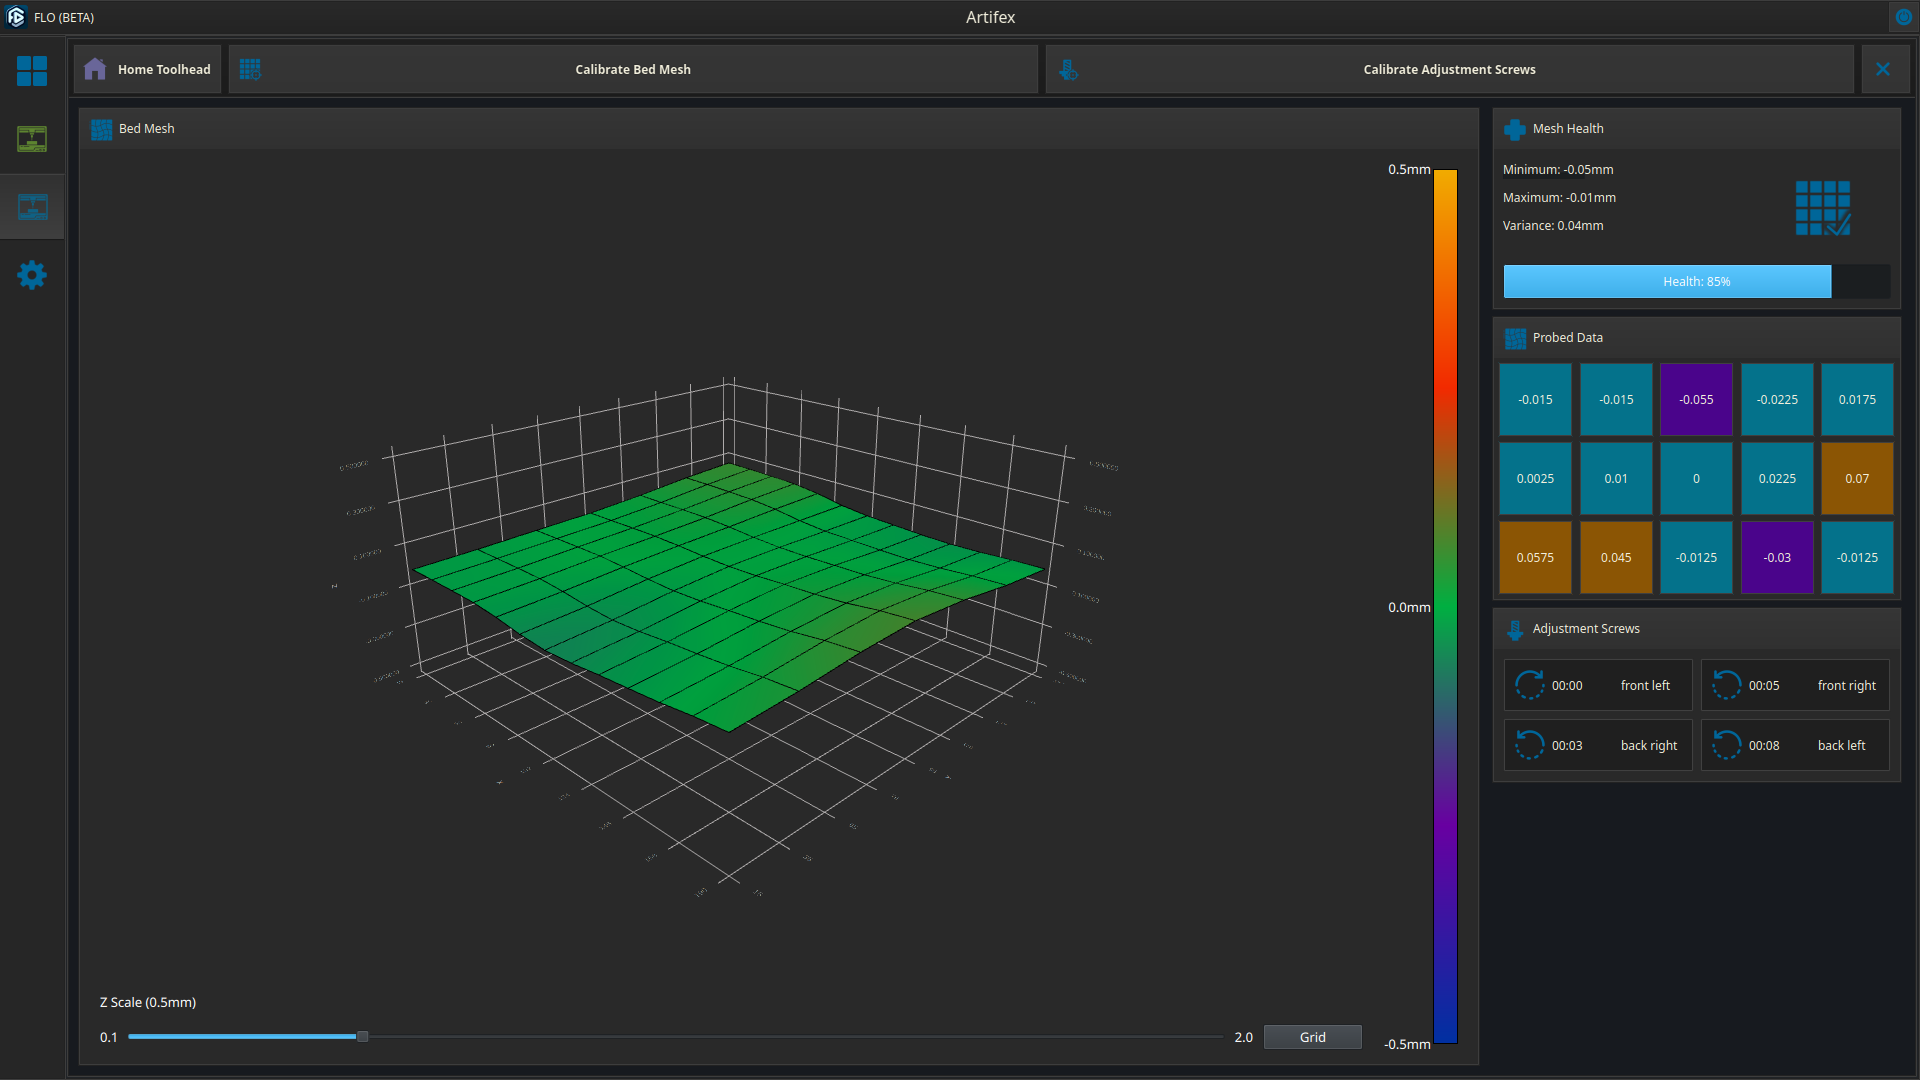 FLO (BETA)
Artifex
Home Toolhead
Calibrate Bed Mesh
Calibrate Adjustment Screws
Bed Mesh
0.5mm
0.0mm
-0.5mm
Z Scale (0.5mm)
0.1
2.0
Grid
Mesh Health
Minimum: -0.05mm
Maximum: -0.01mm
Variance: 0.04mm
Health: 85%
Probed Data
-0.015 -0.015 -0.055 -0.0225 0.0175
0.0025 0.01 0 0.0225 0.07
0.0575 0.045 -0.0125 -0.03 -0.0125
Adjustment Screws
00:00 front left
00:05 front right
00:03 back right
00:08 back left